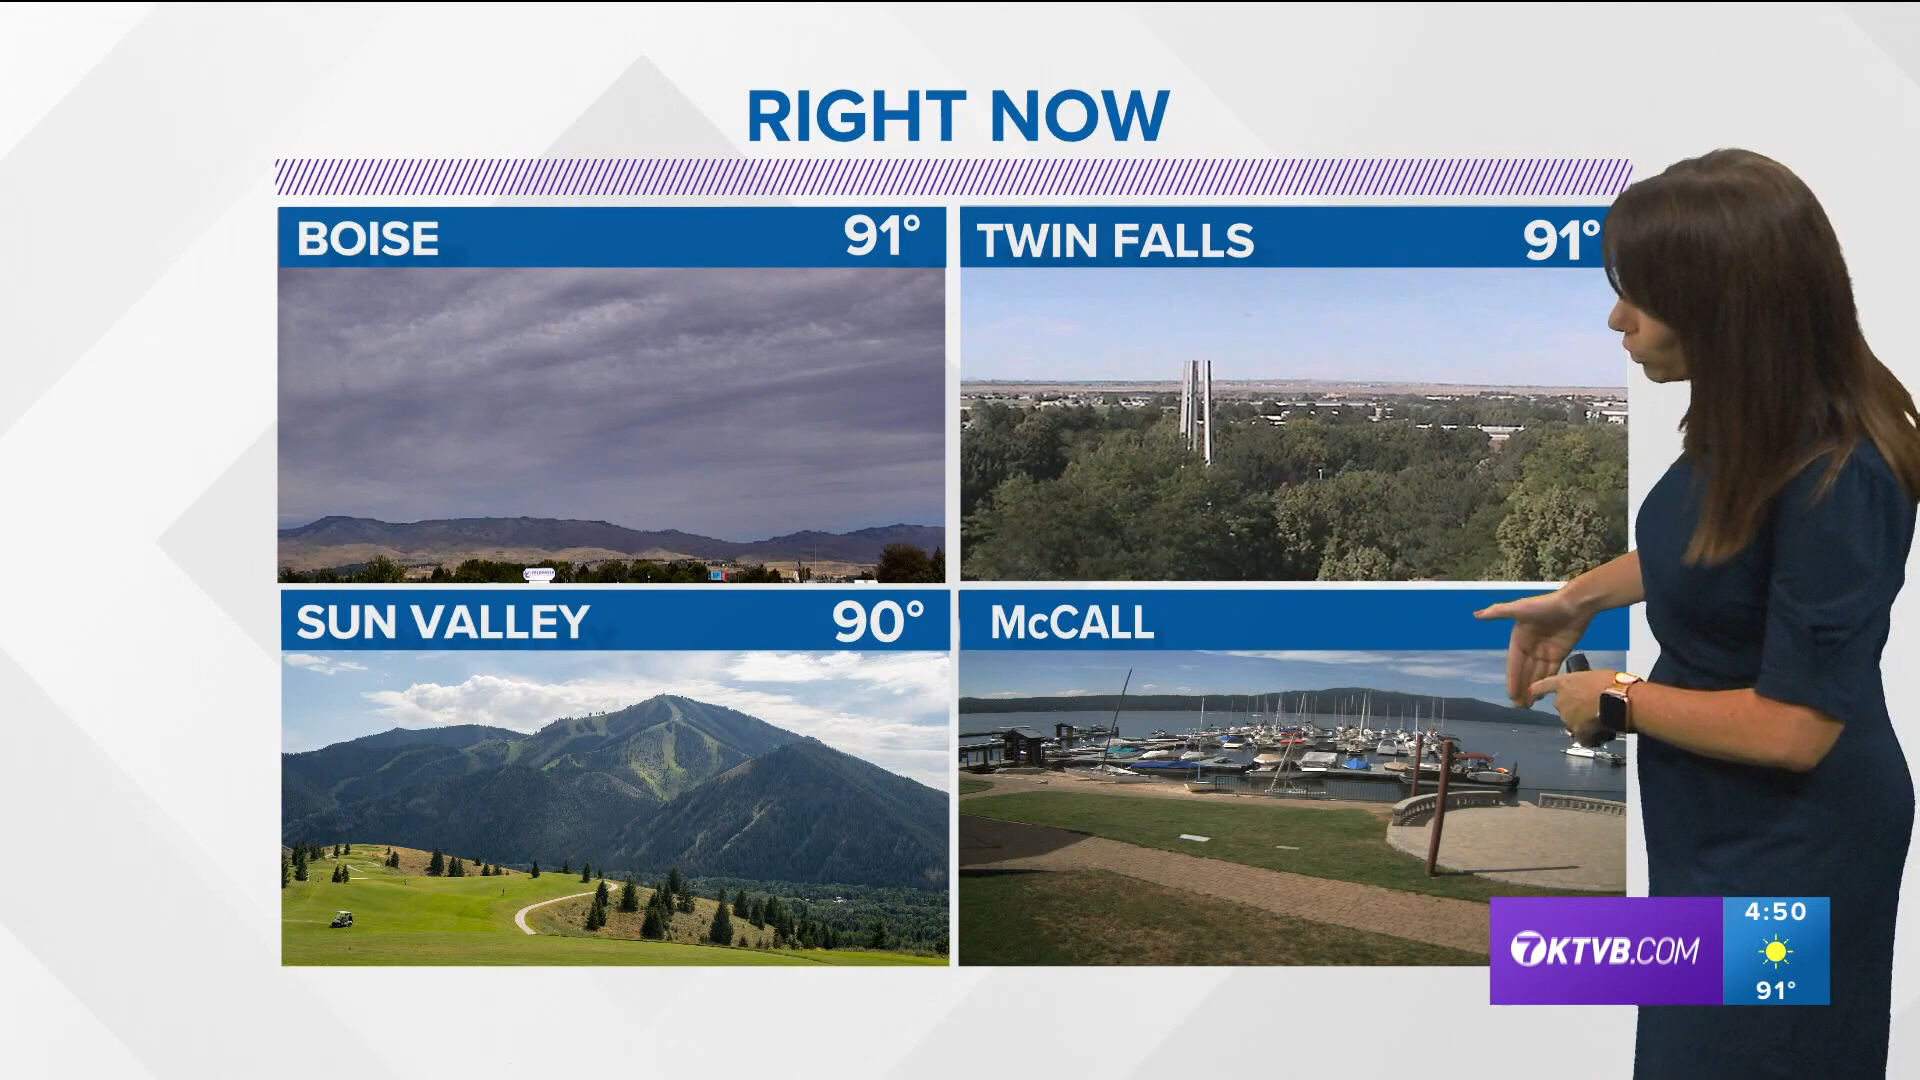 RIGHT NOW
BOISE 91°
TWIN FALLS 91°
SUN VALLEY 90°
McCALL
7KTVB.COM
4:50
91°